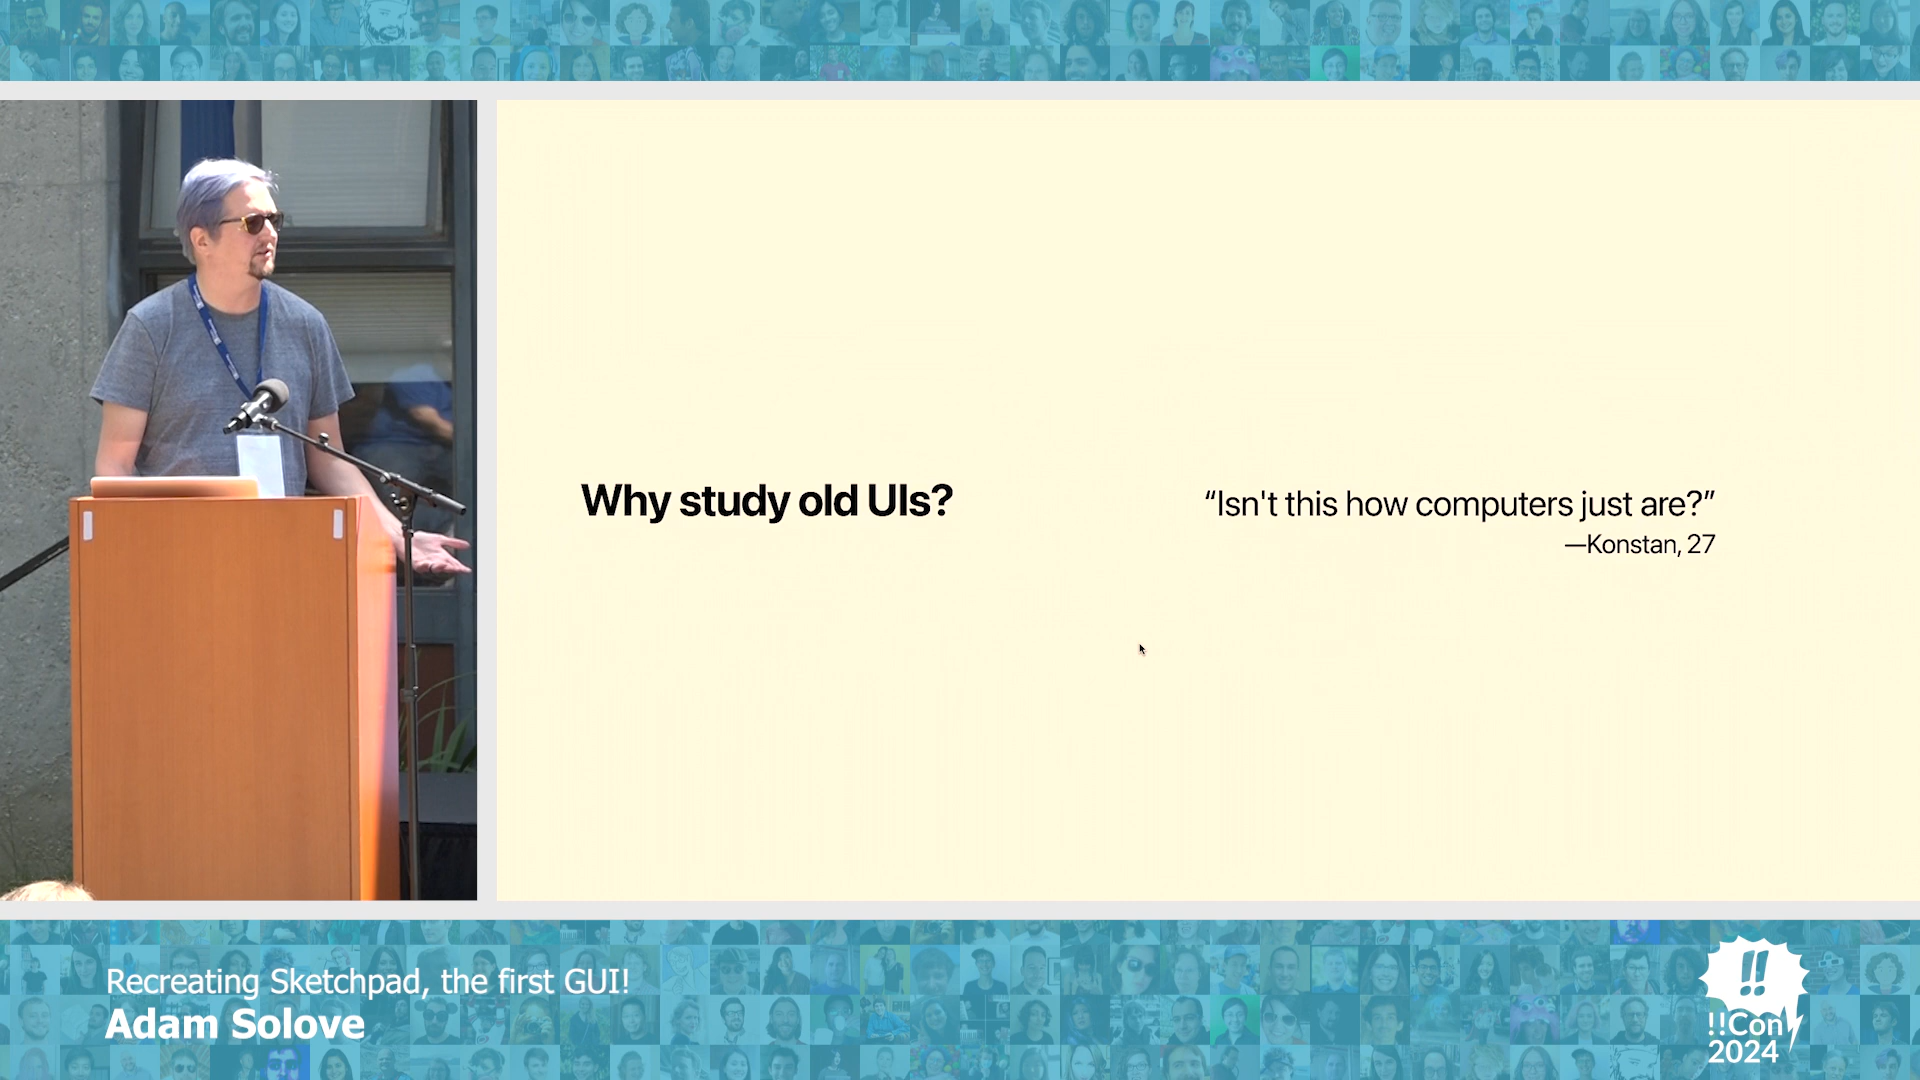 Why study old UIs?
“Isn't this how computers just are?”
—Konstan, 27
Recreating Sketchpad, the first GUI!
Adam Solove
!!
!!Con
2024